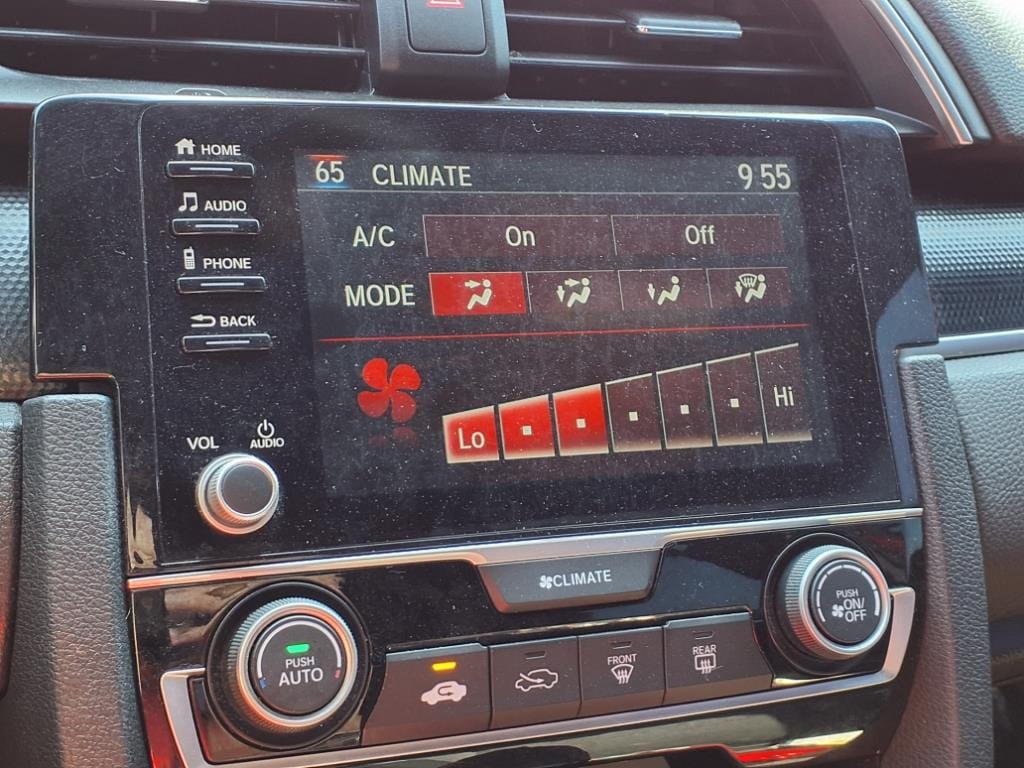 HOME
AUDIO
PHONE
BACK
VOL AUDIO
65 CLIMATE 9 55
A/C On Off
MODE
Lo Hi
CLIMATE
PUSH
AUTO
FRONT
REAR
PUSH
ON/
OFF